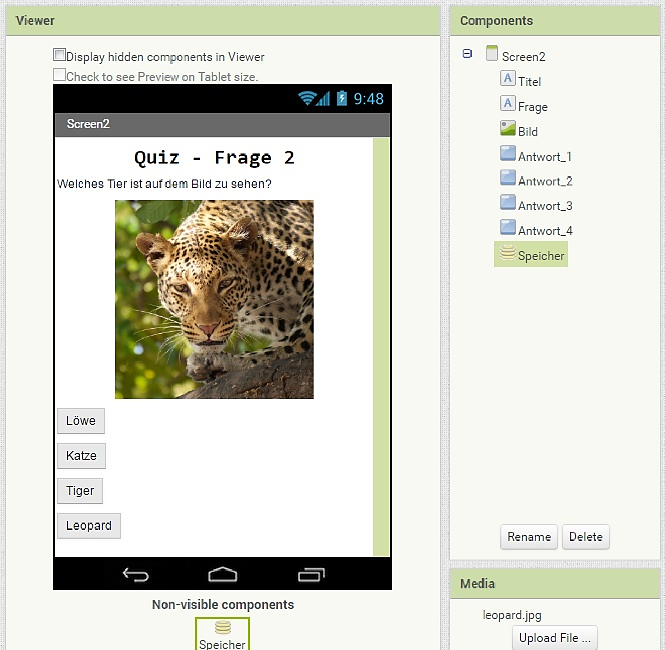 Viewer
Display hidden components in Viewer
Check to see Preview on Tablet size.
9:48
Screen2
Quiz - Frage 2
Welches Tier ist auf dem Bild zu sehen?
Löwe
Katze
Tiger
Leopard
Non-visible components
Speicher
Components
Screen2
Titel
Frage
Bild
Antwort_1
Antwort_2
Antwort_3
Antwort_4
Speicher
Rename Delete
Media
leopard.jpg
Upload File ...